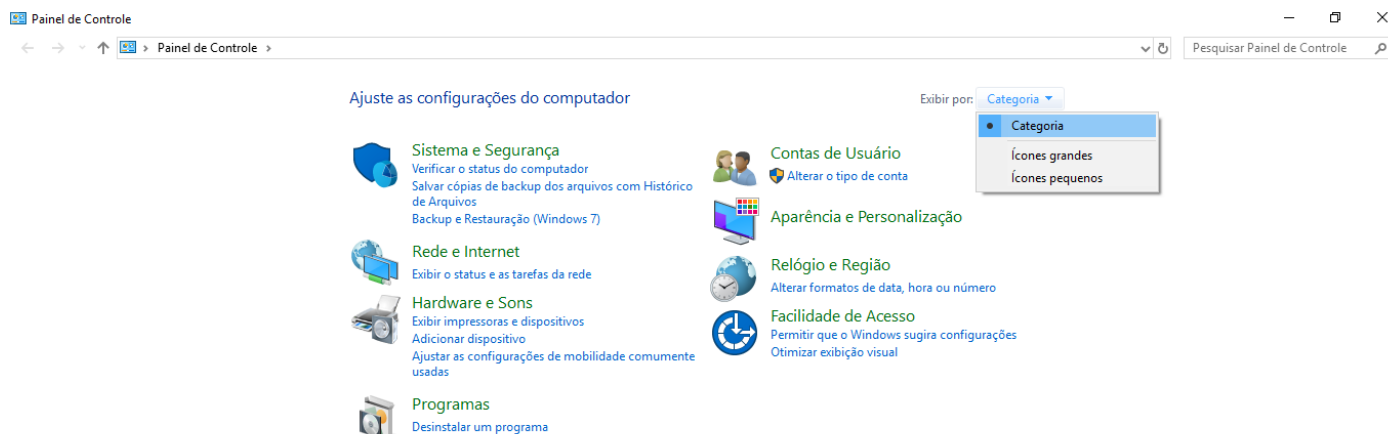 Painel de Controle
Painel de Controle
Pesquisar Painel de Controle
Ajuste as configurações do computador
Exibir por: Categoria
Categoria
Ícones grandes
Ícones pequenos
Sistema e Segurança
Verificar o status do computador
Salvar cópias de backup dos arquivos com Histórico
de Arquivos
Backup e Restauração (Windows 7)
Rede e Internet
Exibir o status e as tarefas da rede
Hardware e Sons
Exibir impressoras e dispositivos
Adicionar dispositivo
Ajustar as configurações de mobilidade comumente
usadas
Programas
Desinstalar um programa
Contas de Usuário
Alterar o tipo de conta
Aparência e Personalização
Relógio e Região
Alterar formatos de data, hora ou número
Facilidade de Acesso
Permitir que o Windows sugira configurações
Otimizar exibição visual